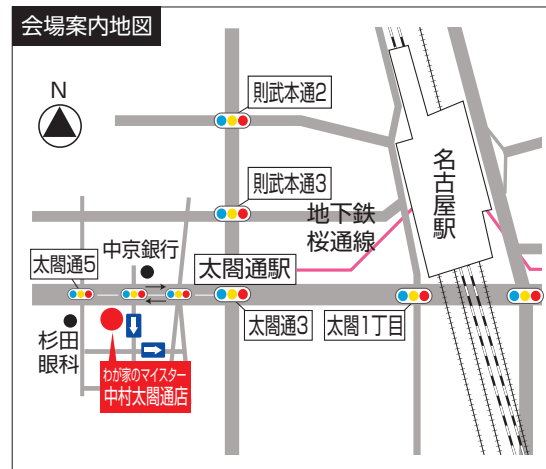 会場案内地図
N
則武本通2
則武本通3
名古屋駅
地下鉄
桜通線
中京銀行
太閤通5
太閤通駅
太閤通3
太閤1丁目
杉田
眼科
わが家のマイスター
中村太閤通店